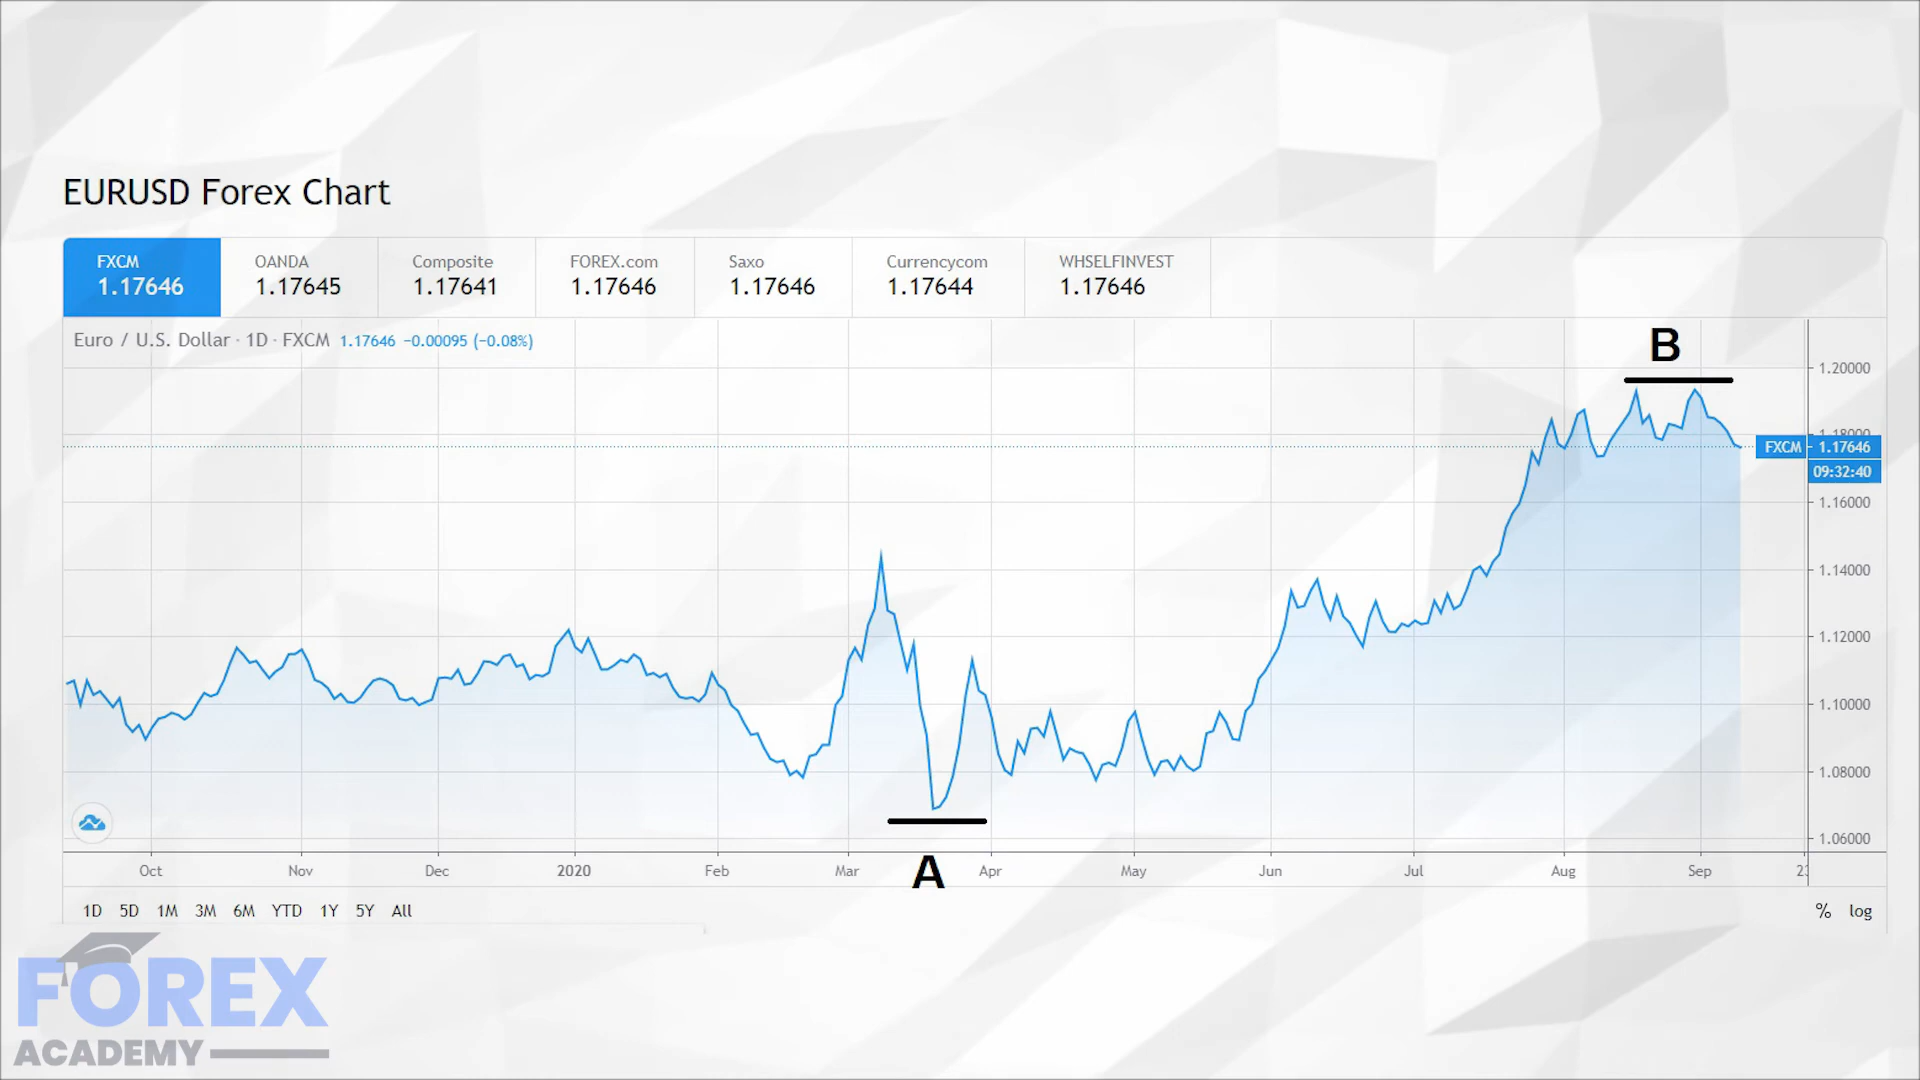 EURUSD Forex Chart
FXCM OANDA Composite FOREX.com Saxo Currencycom WHSELFINVEST
1.17646 1.17645 1.17641 1.17646 1.17646 1.17644 1.17646
Euro / U.S. Dollar · 1D · FXCM 1.17646 −0.00095 (−0.08%)
B
1.20000
1.18000
FXCM 1.17646
09:32:40
1.16000
1.14000
1.12000
1.10000
1.08000
1.06000
A
Oct Nov Dec 2020 Feb Mar Apr May Jun Jul Aug Sep
1D 5D 1M 3M 6M YTD 1Y 5Y All % log
FOREX
ACADEMY